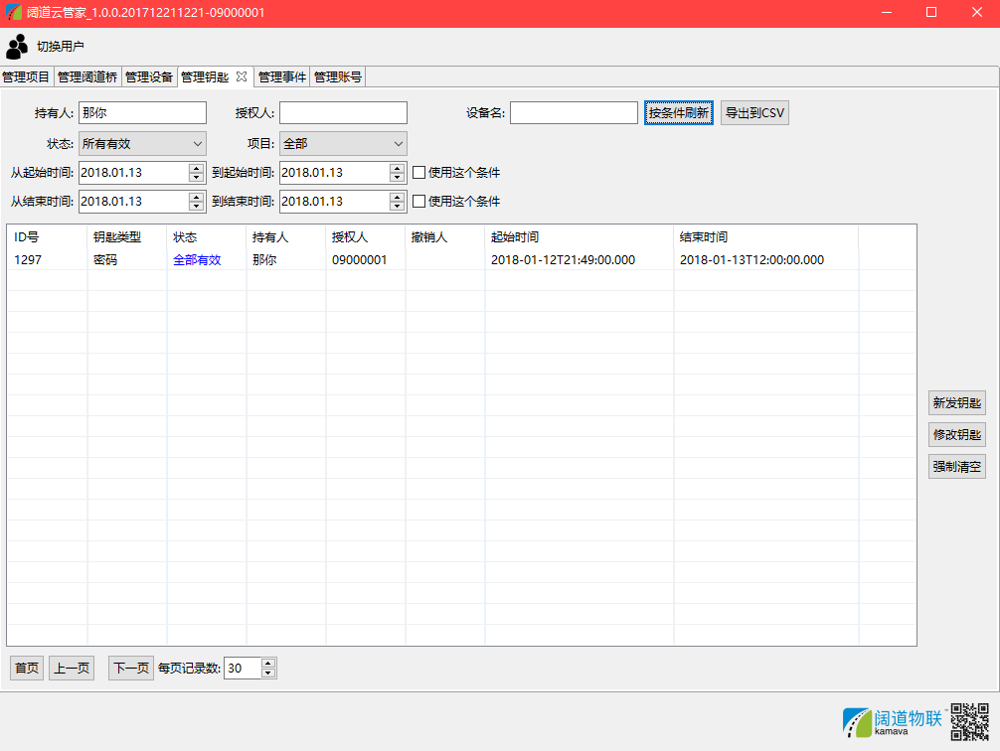 阔道云管家_1.0.0.201712211221-09000001
切换用户
管理项目 管理阔道桥 管理设备 管理钥匙 管理事件 管理账号
持有人: 那你 授权人: 设备名: 按条件刷新 导出到CSV
状态: 所有有效 项目: 全部
从起始时间: 2018.01.13 到起始时间: 2018.01.13 使用这个条件
从结束时间: 2018.01.13 到结束时间: 2018.01.13 使用这个条件
ID号 钥匙类型 状态 持有人 授权人 撤销人 起始时间 结束时间
1297 密码 全部有效 那你 09000001 2018-01-12T21:49:00.000 2018-01-13T12:00:00.000
新发钥匙
修改钥匙
强制清空
首页 上一页 下一页 每页记录数: 30
阔道物联
kamava